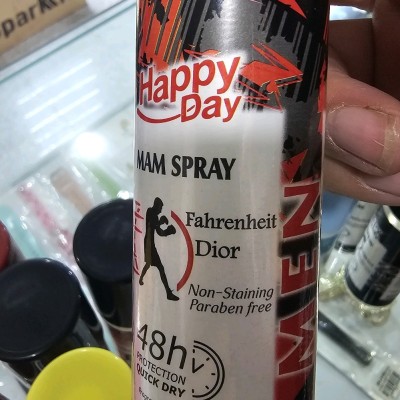 Happy
Day
MAM SPRAY
Fahrenheit
Dior
Non-Staining
Paraben free
48h
PROTECTION
QUICK DRY
MEN